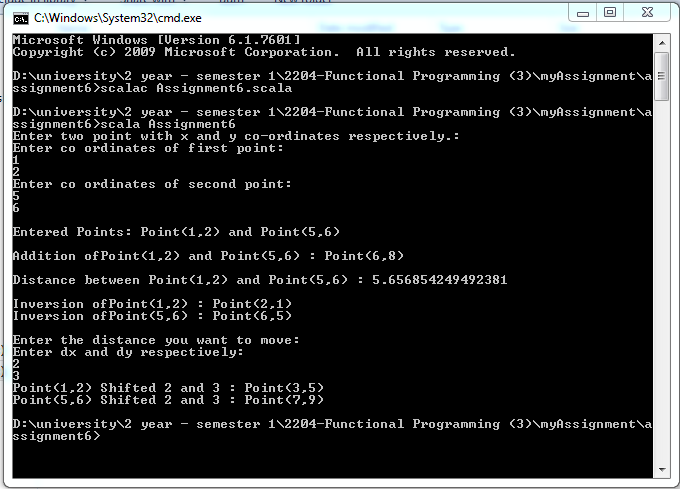 C:\Windows\System32\cmd.exe
Microsoft Windows [Version 6.1.7601]
Copyright (c) 2009 Microsoft Corporation.  All rights reserved.
D:\university\2 year - semester 1\2204-Functional Programming (3)\myAssignment\a
ssignment6>scalac Assignment6.scala
D:\university\2 year - semester 1\2204-Functional Programming (3)\myAssignment\a
ssignment6>scala Assignment6
Enter two point with x and y co-ordinates respectively.:
Enter co ordinates of first point:
1
2
Enter co ordinates of second point:
5
6
Entered Points: Point(1,2) and Point(5,6)
Addition ofPoint(1,2) and Point(5,6) : Point(6,8)
Distance between Point(1,2) and Point(5,6) : 5.656854249492381
Inversion ofPoint(1,2) : Point(2,1)
Inversion ofPoint(5,6) : Point(6,5)
Enter the distance you want to move:
Enter dx and dy respectively:
2
3
Point(1,2) Shifted 2 and 3 : Point(3,5)
Point(5,6) Shifted 2 and 3 : Point(7,9)
D:\university\2 year - semester 1\2204-Functional Programming (3)\myAssignment\a
ssignment6>